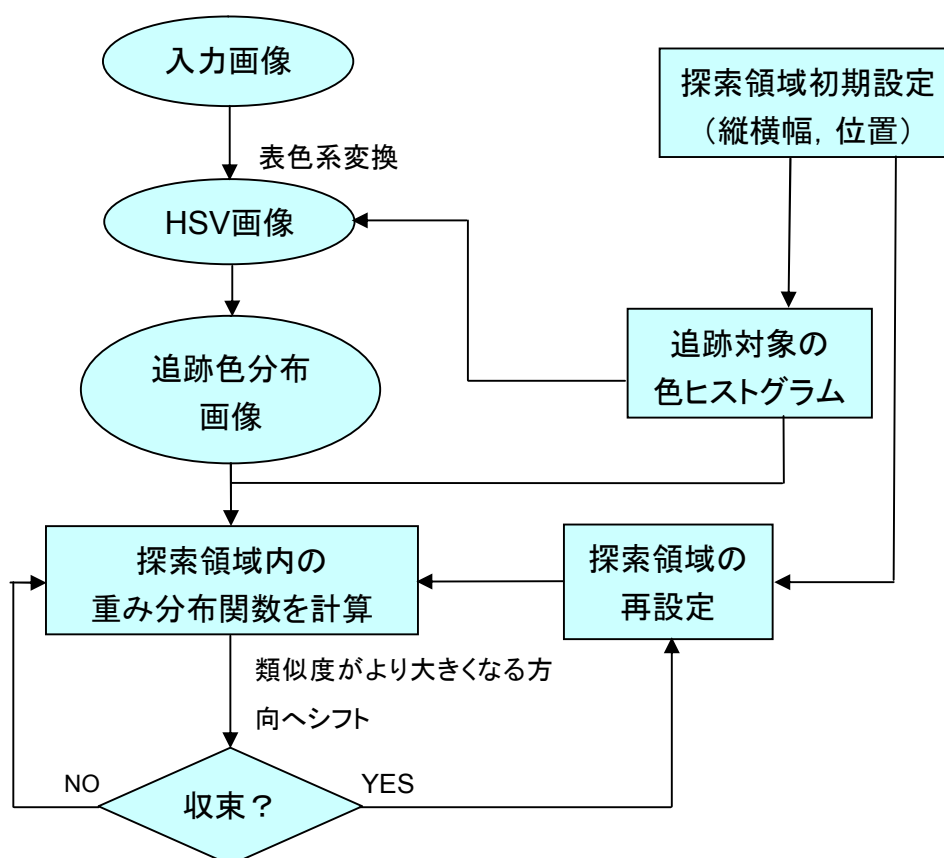 入力画像
探索領域初期設定
（縦横幅，位置）
表色系変換
HSV画像
追跡対象の
色ヒストグラム
追跡色分布
画像
探索領域内の
重み分布関数を計算
探索領域の
再設定
類似度がより大きくなる方
向へシフト
NO
収束？
YES